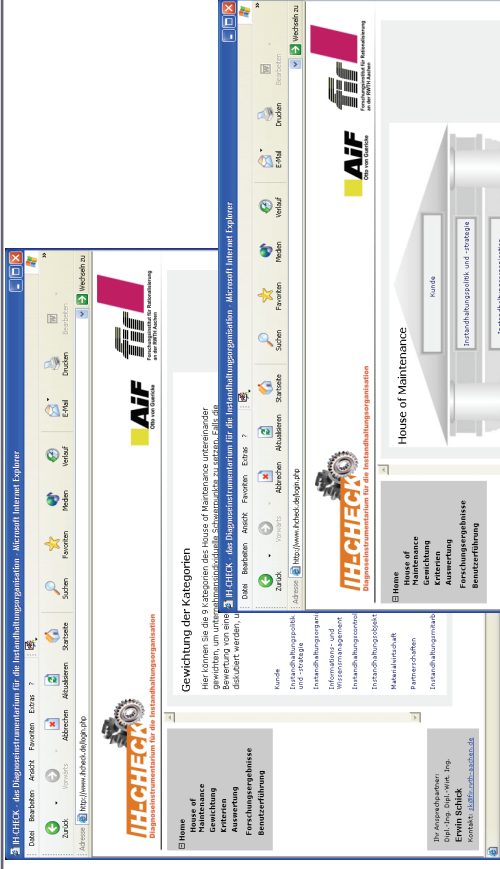 IH-CHECK - das Diagnoseinstrumentarium für die Instandhaltungsorganisation - Microsoft Internet Explorer
Datei Bearbeiten Ansicht Favoriten Extras ?
Zurück Vorwärts Abbrechen Aktualisieren Startseite Suchen Favoriten Medien Verlauf E-Mail Drucken Bearbeiten
Adresse http://www.ihcheck.de/login.php Wechseln zu
IH-CHECK
Diagnoseinstrumentarium für die Instandhaltungsorganisation
AiF
Otto von Guericke
fir
Forschungsinstitut für Rationalisierung
an der RWTH Aachen
Home
House of
Maintenance
Gewichtung
Kriterien
Auswertung
Forschungsergebnisse
Benutzerführung
Ihr Ansprechpartner:
Dipl.-Ing. Dipl.-Wirt. Ing.
Erwin Schick
Kontakt: sk@fir.rwth-aachen.de
Gewichtung der Kategorien
Hier können Sie die 9 Kategorien des House of Maintenance untereinander
gewichten, um unternehmensindividuelle Schwerpunkte zu setzen. Falls die
Bewertung von eine
diskutiert werden, u
Kunde
Instandhaltungspolitik
und -strategie
Instandhaltungsorgani
Informations- und
Wissensmanagement
Instandhaltungscontrol
Instandhaltungsobjekt
Materialwirtschaft
Partnerschaften
Instandhaltungsmitarb
IH-CHECK - das Diagnoseinstrumentarium für die Instandhaltungsorganisation - Microsoft Internet Explorer
Datei Bearbeiten Ansicht Favoriten Extras ?
Zurück Vorwärts Abbrechen Aktualisieren Startseite Suchen Favoriten Medien Verlauf E-Mail Drucken Bearbeiten
Adresse http://www.ihcheck.de/login.php Wechseln zu
IH-CHECK
Diagnoseinstrumentarium für die Instandhaltungsorganisation
AiF
Otto von Guericke
fir
Forschungsinstitut für Rationalisierung
an der RWTH Aachen
Home
House of
Maintenance
Gewichtung
Kriterien
Auswertung
Forschungsergebnisse
Benutzerführung
House of Maintenance
Kunde
Instandhaltungspolitik und -strategie